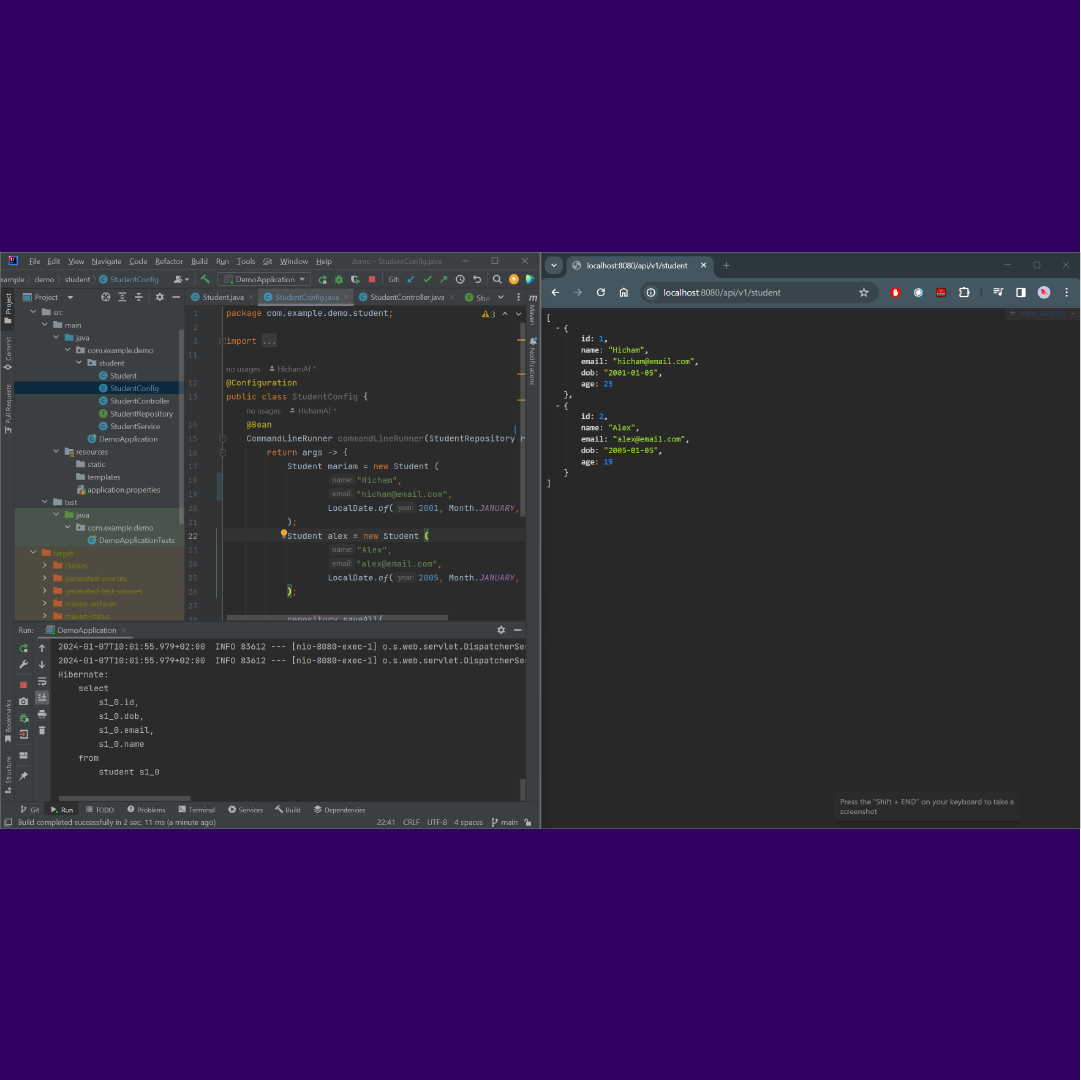 File Edit View Navigate Code Refactor Build Run Tools Git Window Help demo - StudentConfig.java
demo student StudentConfig DemoApplication Git:
Project
Student.java StudentConfig.java StudentController.java
Project
Commit
Pull Requests
Bookmarks
Structure
src
main
java
com.example.demo
student
Student
StudentConfig
StudentController
StudentRepository
StudentService
DemoApplication
resources
static
templates
application.properties
test
java
com.example.demo
DemoApplicationTests
target
classes
generated-sources
generated-test-sources
maven-archiver
maven-status
1 package com.example.demo.student; 3
2
3 import ...
11
no usages HichamAf *
12 @Configuration
13 public class StudentConfig {
no usages HichamAf *
14 @Bean
15 CommandLineRunner commandLineRunner(StudentRepository r
16 return args -> {
17 Student mariam = new Student (
18 name: "Hicham",
19 email: "hicham@email.com",
20 LocalDate.of( year: 2001, Month.JANUARY,
21 );
22 Student alex = new Student (
23 name: "Alex",
24 email: "alex@email.com",
25 LocalDate.of( year: 2005, Month.JANUARY,
26 );
27
28 repository.saveAll(
Maven
Notifications
Run: DemoApplication
2024-01-07T10:01:55.979+02:00 INFO 83612 --- [nio-8080-exec-1] o.s.web.servlet.DispatcherSe
2024-01-07T10:01:55.979+02:00 INFO 83612 --- [nio-8080-exec-1] o.s.web.servlet.DispatcherSe
Hibernate:
select
s1_0.id,
s1_0.dob,
s1_0.email,
s1_0.name
from
student s1_0
Git Run TODO Problems Terminal Services Build Dependencies
Build completed successfully in 2 sec, 11 ms (a minute ago) 22:41 CRLF UTF-8 4 spaces main
localhost:8080/api/v1/student
localhost:8080/api/v1/student
[
- {
id: 1,
name: "Hicham",
email: "hicham@email.com",
dob: "2001-01-05",
age: 23
},
- {
id: 2,
name: "Alex",
email: "alex@email.com",
dob: "2005-01-05",
age: 19
}
]
Press the "Shift + END" on your keyboard to take a
screenshot